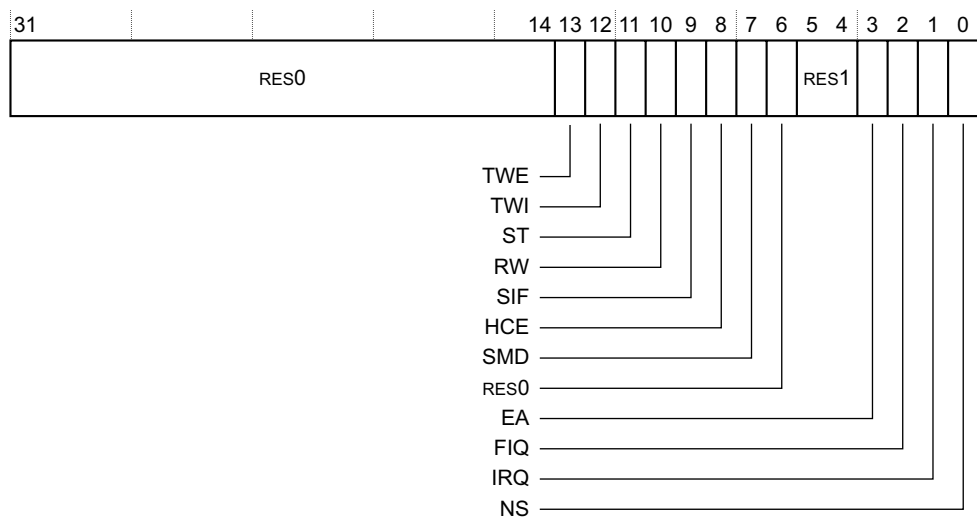 31 14 13 12 11 10 9 8 7 6 5 4 3 2 1 0
RES0 RES1
TWE
TWI
ST
RW
SIF
HCE
SMD
RES0
EA
FIQ
IRQ
NS